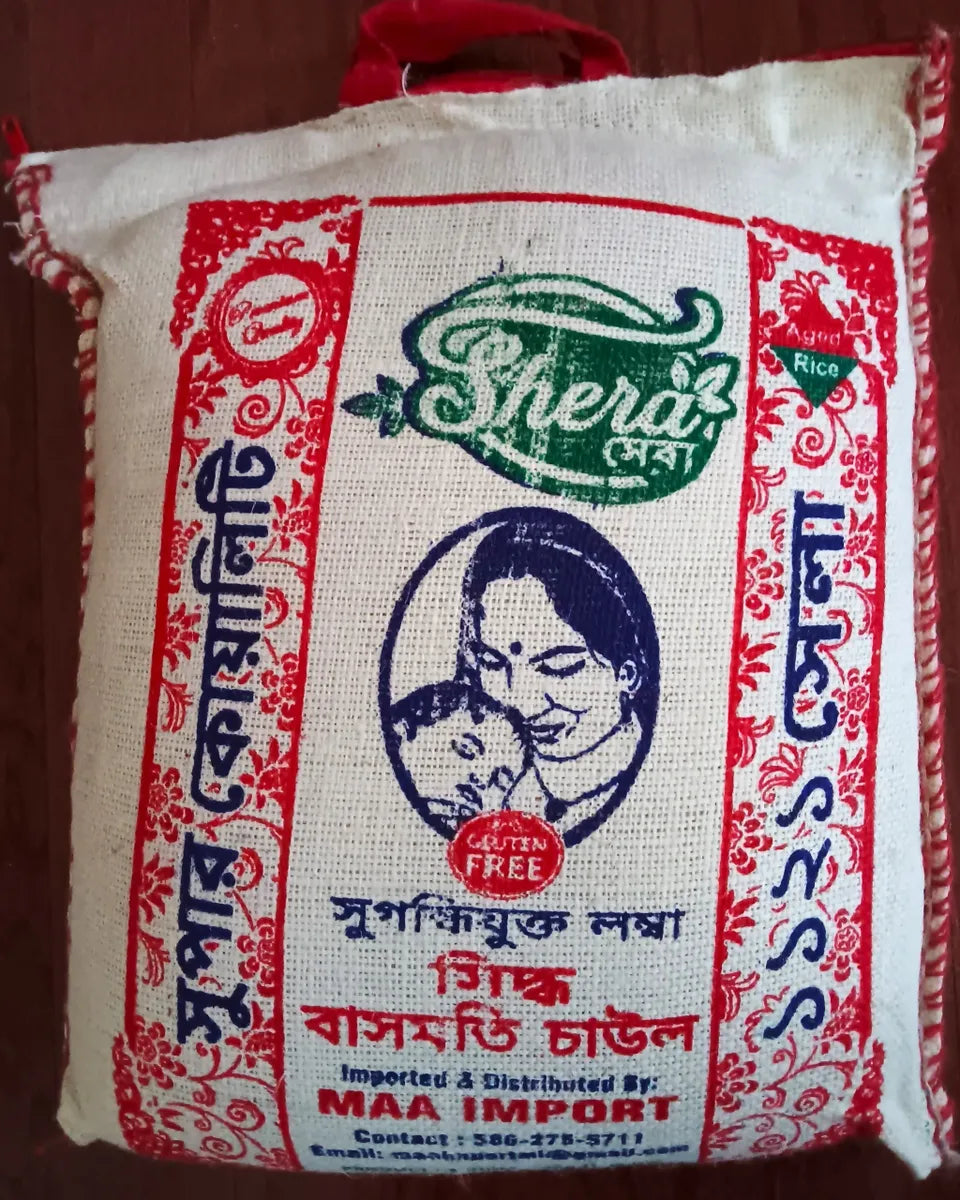 Shera
সেরা
Aged
Rice
সুপার কোয়ালিটি
১১২১ সেলা
GLUTEN
FREE
সুগন্ধিযুক্ত লম্বা
সিদ্ধ
বাসমতি চাউল
Imported & Distributed By:
MAA IMPORT
Contact : 586-275-5711
Email: